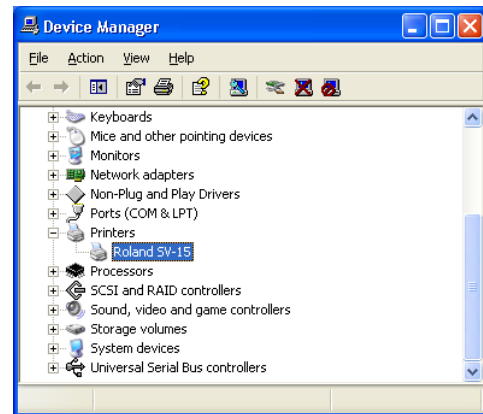 Device Manager
File Action View Help
Keyboards
Mice and other pointing devices
Monitors
Network adapters
Non-Plug and Play Drivers
Ports (COM & LPT)
Printers
Roland SV-15
Processors
SCSI and RAID controllers
Sound, video and game controllers
Storage volumes
System devices
Universal Serial Bus controllers